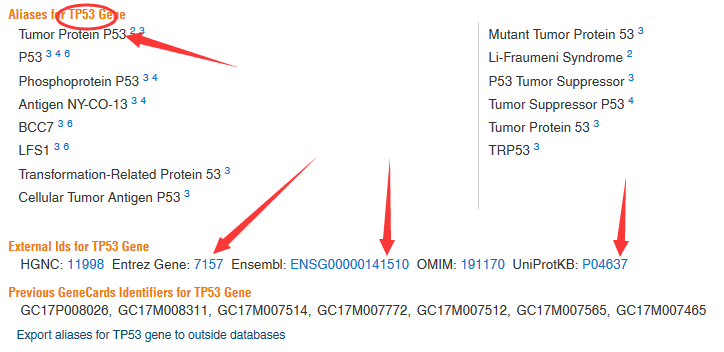 Aliases for TP53 Gene
Tumor Protein P53 2 3
P53 3 4 6
Phosphoprotein P53 3 4
Antigen NY-CO-13 3 4
BCC7 3 6
LFS1 3 6
Transformation-Related Protein 53 3
Cellular Tumor Antigen P53 3
Mutant Tumor Protein 53 3
Li-Fraumeni Syndrome 2
P53 Tumor Suppressor 3
Tumor Suppressor P53 4
Tumor Protein 53 3
TRP53 3
External Ids for TP53 Gene
HGNC: 11998 Entrez Gene: 7157 Ensembl: ENSG00000141510 OMIM: 191170 UniProtKB: P04637
Previous GeneCards Identifiers for TP53 Gene
GC17P008026, GC17M008311, GC17M007514, GC17M007772, GC17M007512, GC17M007565, GC17M007465
Export aliases for TP53 gene to outside databases